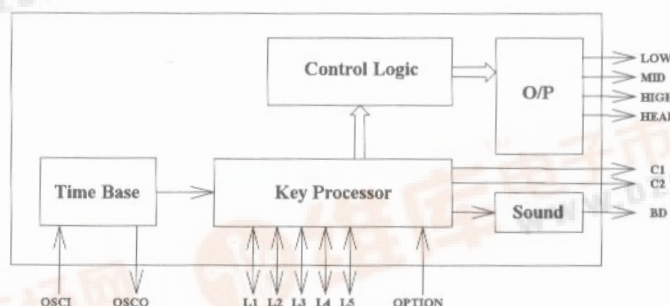 Control Logic
O/P
LOW
MID
HIGH
HEAD
Time Base
Key Processor
C1
C2
Sound
BD
OSCI
OSCO
L1
L2
L3
L4
L5
OPTION